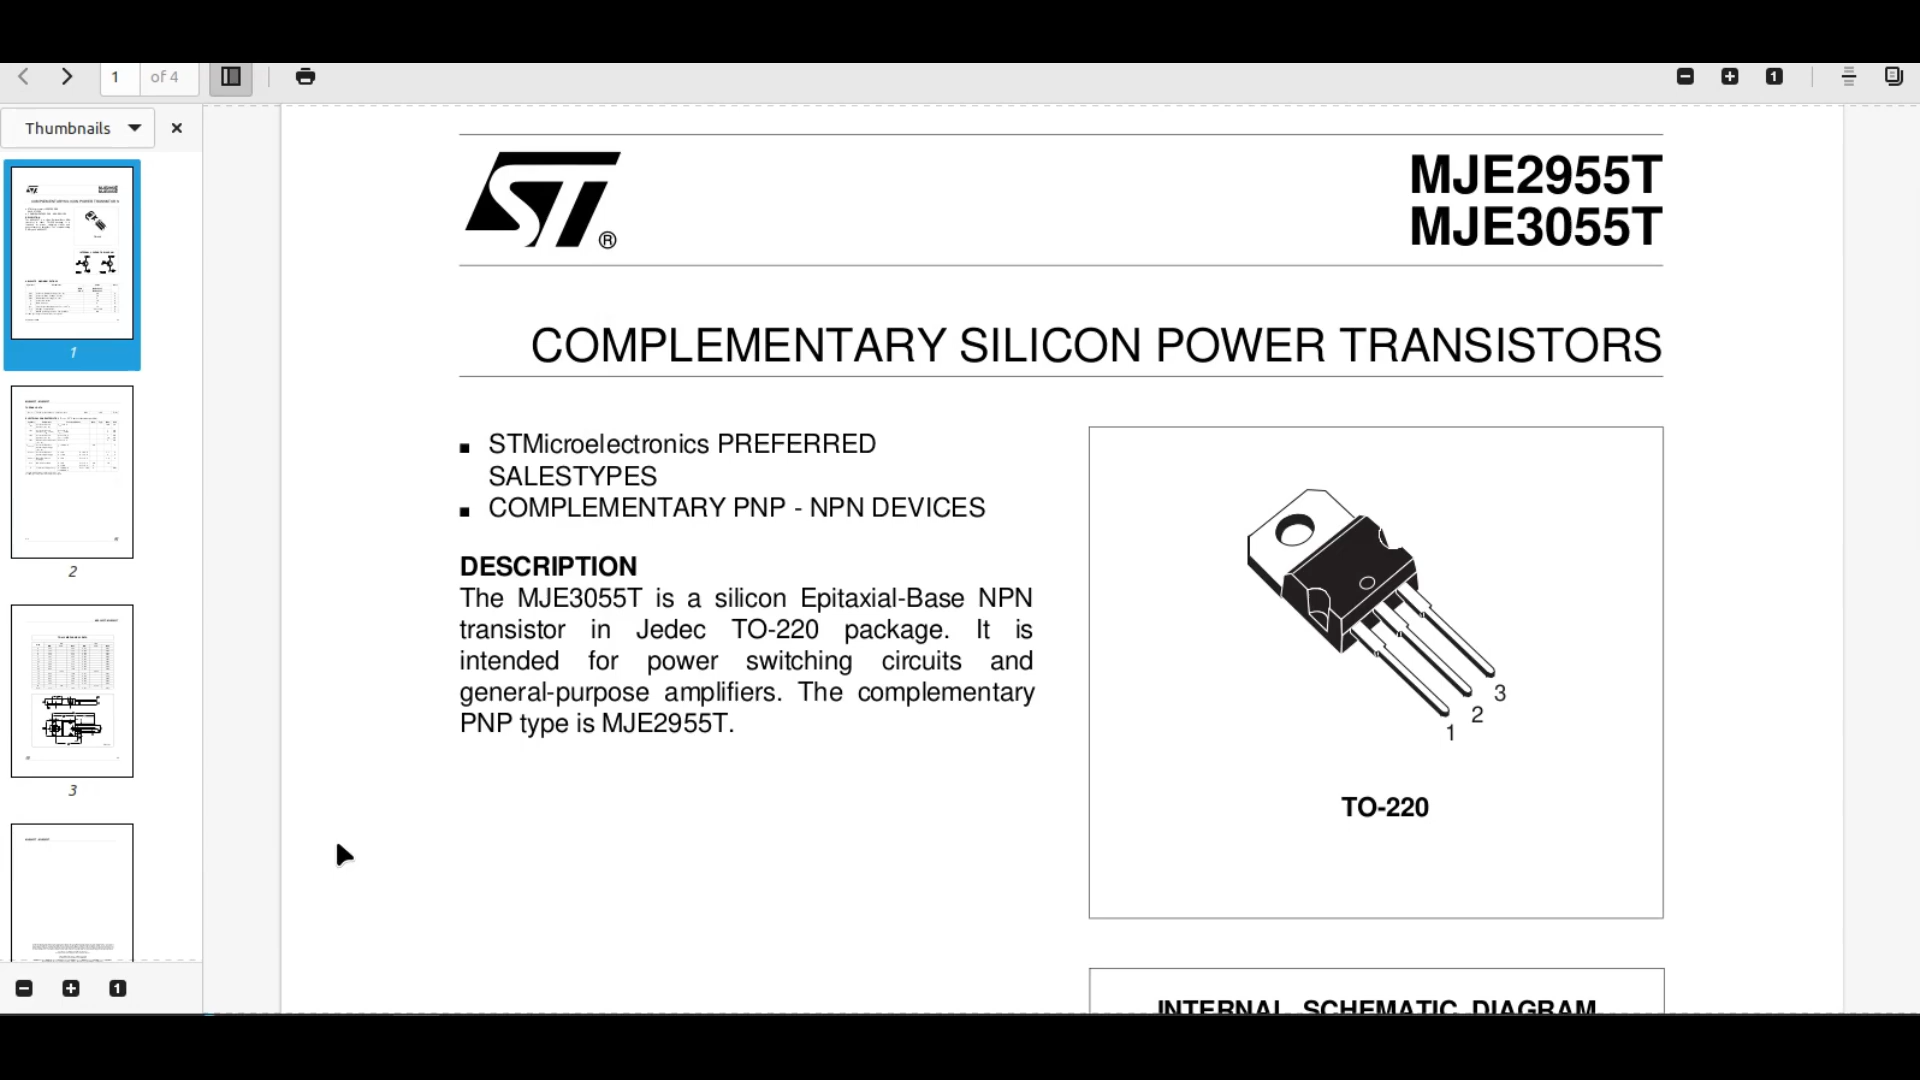 1 of 4
Thumbnails
1
2
3
ST®
MJE2955T
MJE3055T
COMPLEMENTARY SILICON POWER TRANSISTORS
STMicroelectronics PREFERRED
SALESTYPES
COMPLEMENTARY PNP - NPN DEVICES
DESCRIPTION
The MJE3055T is a silicon Epitaxial-Base NPN
transistor in Jedec TO-220 package. It is
intended for power switching circuits and
general-purpose amplifiers. The complementary
PNP type is MJE2955T.
3
2
1
TO-220
INTERNAL SCHEMATIC DIAGRAM